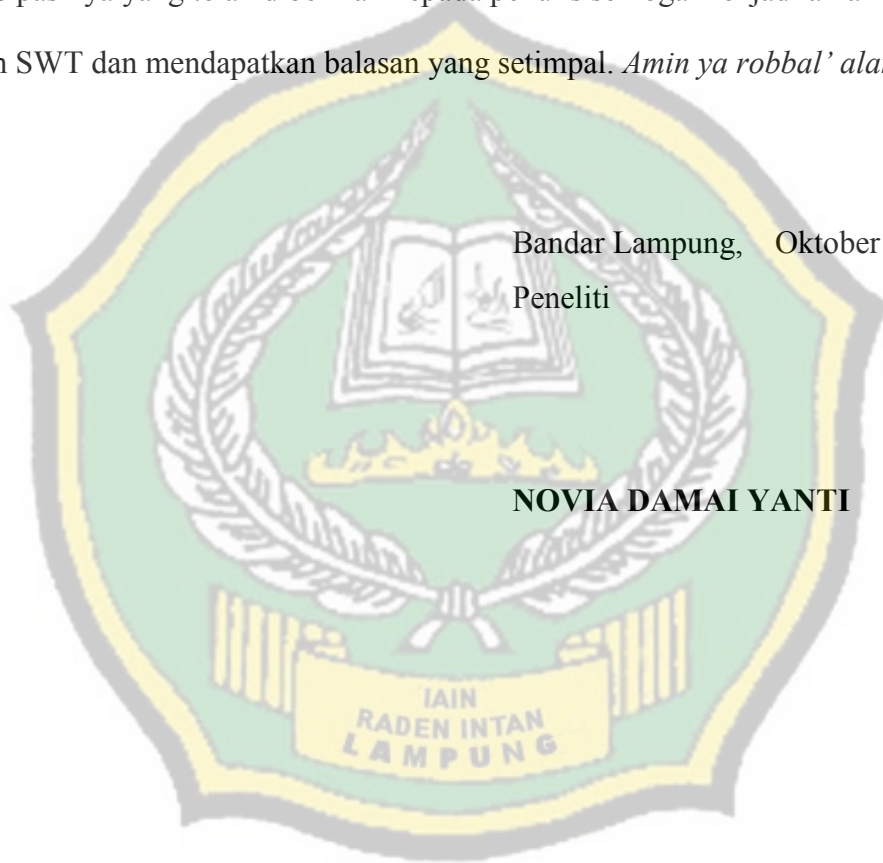 SWT dan mendapatkan balasan yang setimpal. Amin ya robbal’
Bandar Lampung, Oktober
Peneliti
NOVIA DAMAI YANTI
IAIN
RADEN INTAN
LAMPUNG